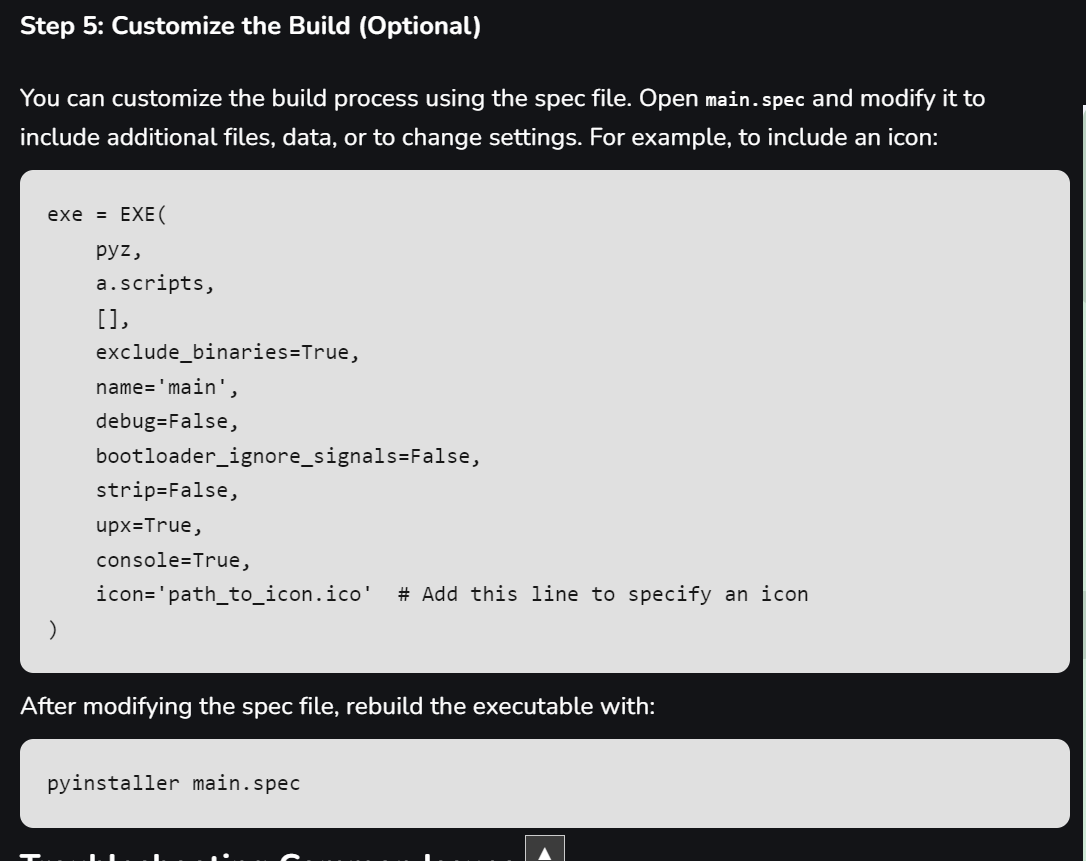 Step 5: Customize the Build (Optional)
You can customize the build process using the spec file. Open main.spec and modify it to
include additional files, data, or to change settings. For example, to include an icon:
exe = EXE(
    pyz,
    a.scripts,
    [],
    exclude_binaries=True,
    name='main',
    debug=False,
    bootloader_ignore_signals=False,
    strip=False,
    upx=True,
    console=True,
    icon='path_to_icon.ico'  # Add this line to specify an icon
)
After modifying the spec file, rebuild the executable with:
pyinstaller main.spec
Troubleshooting Common Issues